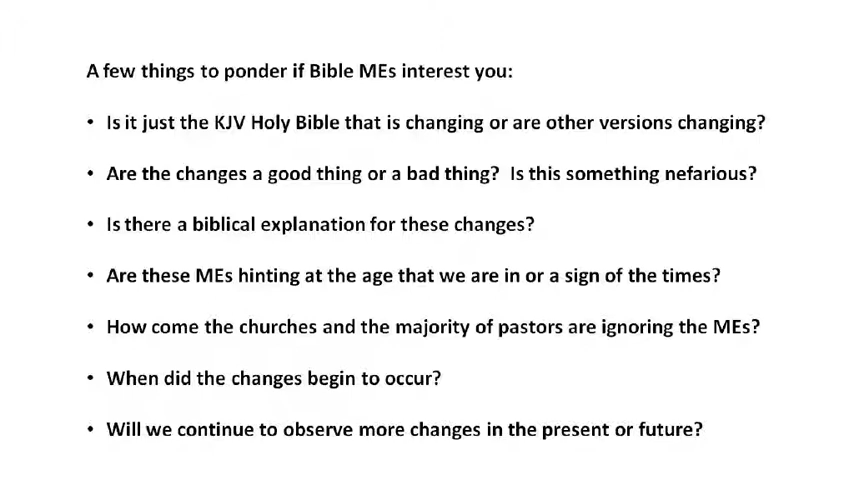 A few things to ponder if Bible MEs interest you:
• Is it just the KJV Holy Bible that is changing or are other versions changing?
• Are the changes a good thing or a bad thing?  Is this something nefarious?
• Is there a biblical explanation for these changes?
• Are these MEs hinting at the age that we are in or a sign of the times?
• How come the churches and the majority of pastors are ignoring the MEs?
• When did the changes begin to occur?
• Will we continue to observe more changes in the present or future?